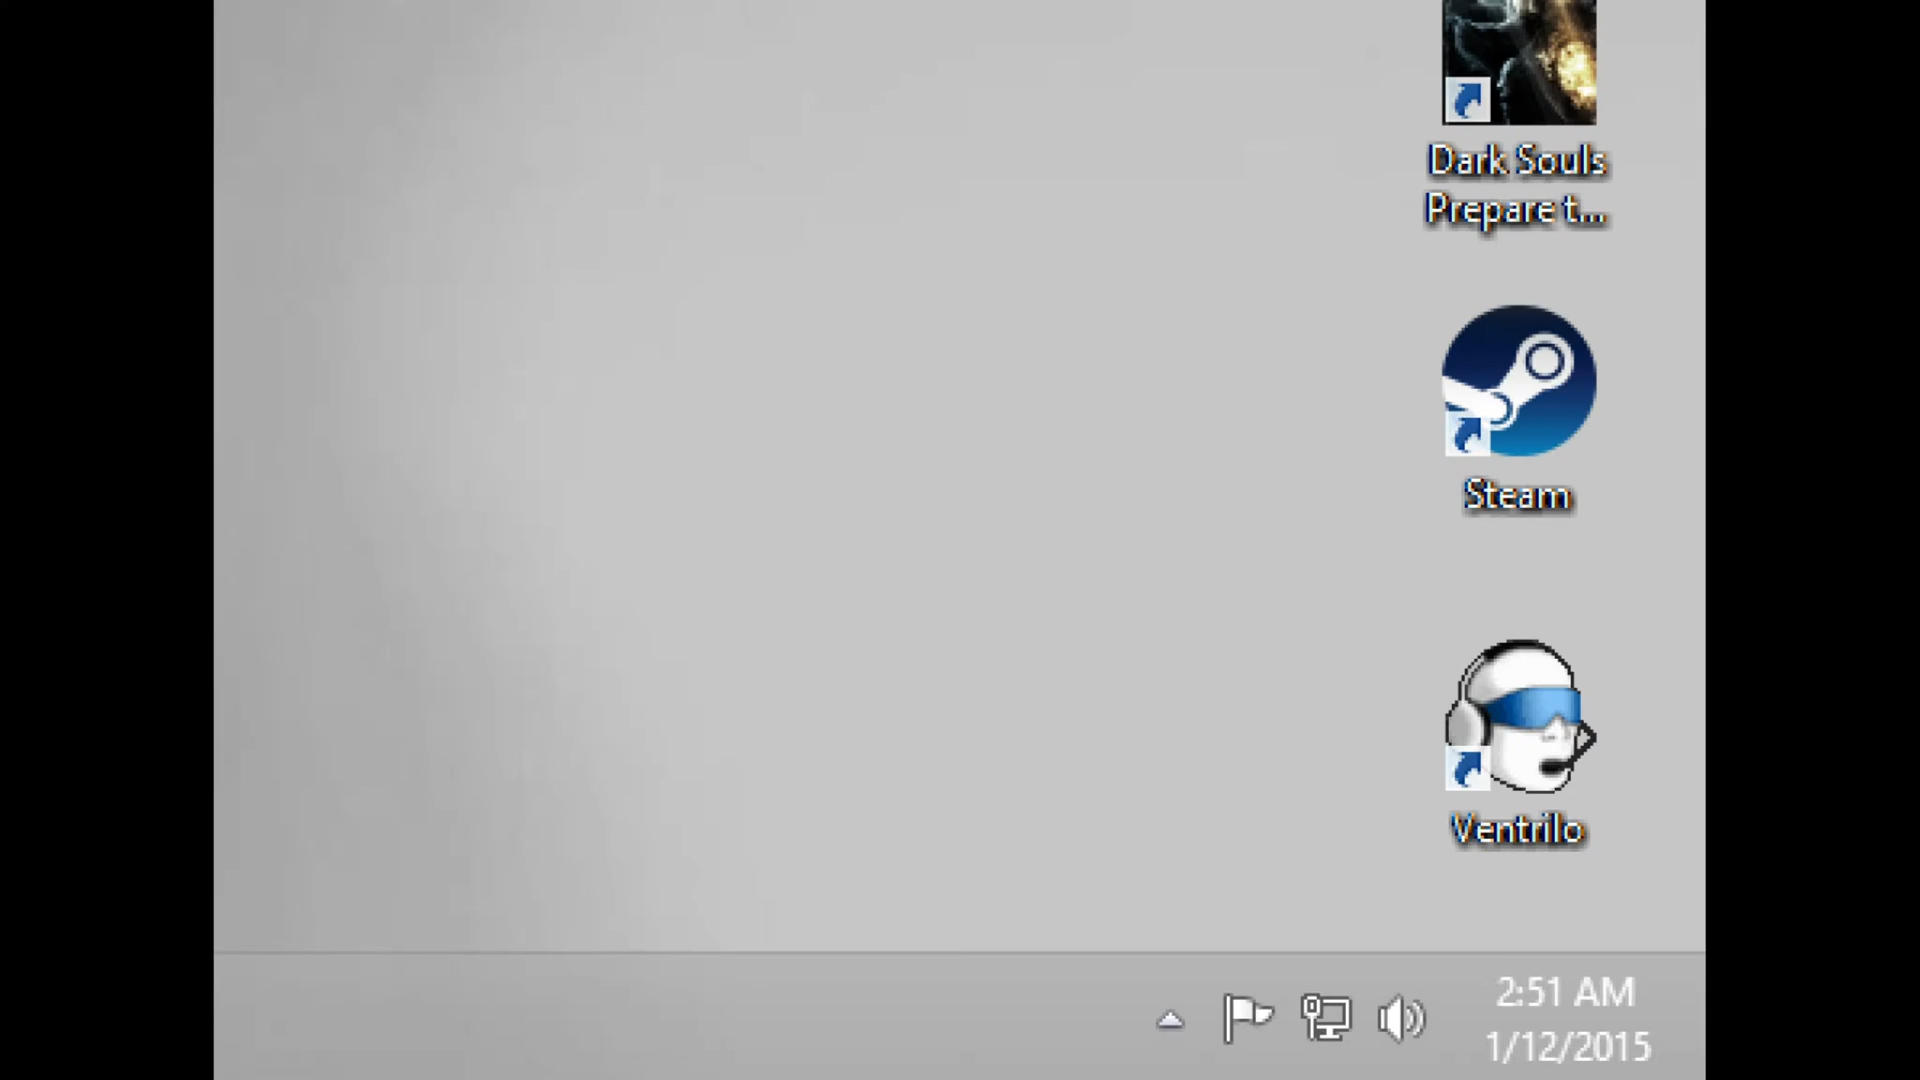 Dark Souls
Prepare t...
Steam
Ventrilo
2:51 AM
1/12/2015